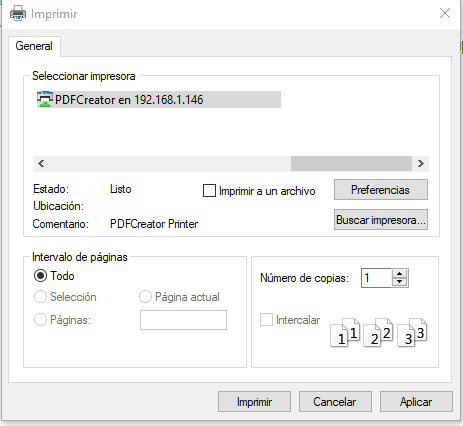 Imprimir
General
Seleccionar impresora
PDFCreator en 192.168.1.146
Estado: Listo
Imprimir a un archivo
Preferencias
Ubicación:
Comentario: PDFCreator Printer
Buscar impresora...
Intervalo de páginas
Todo
Selección
Página actual
Páginas:
Número de copias: 1
Intercalar
1 1 2 2 3 3
Imprimir
Cancelar
Aplicar